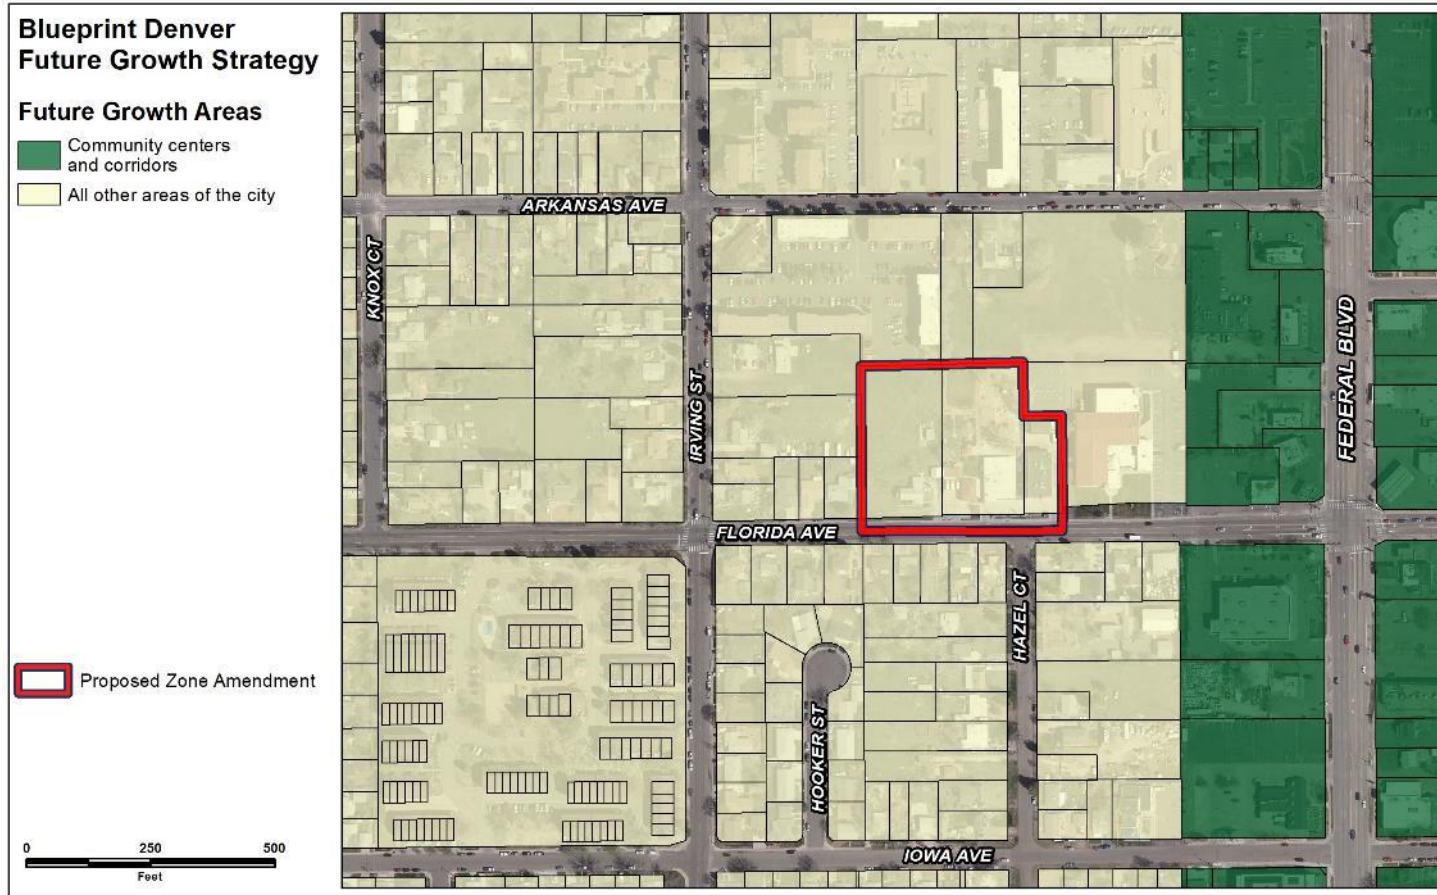 Blueprint Denver
Future Growth Strategy
Future Growth Areas
Community centers
and corridors
All other areas of the city
ARKANSAS AVE
KNOX CT
IRVING ST
FEDERAL BLVD
FLORIDA AVE
HAZEL CT
HOOKER ST
IOWA AVE
Proposed Zone Amendment
0 250 500
Feet